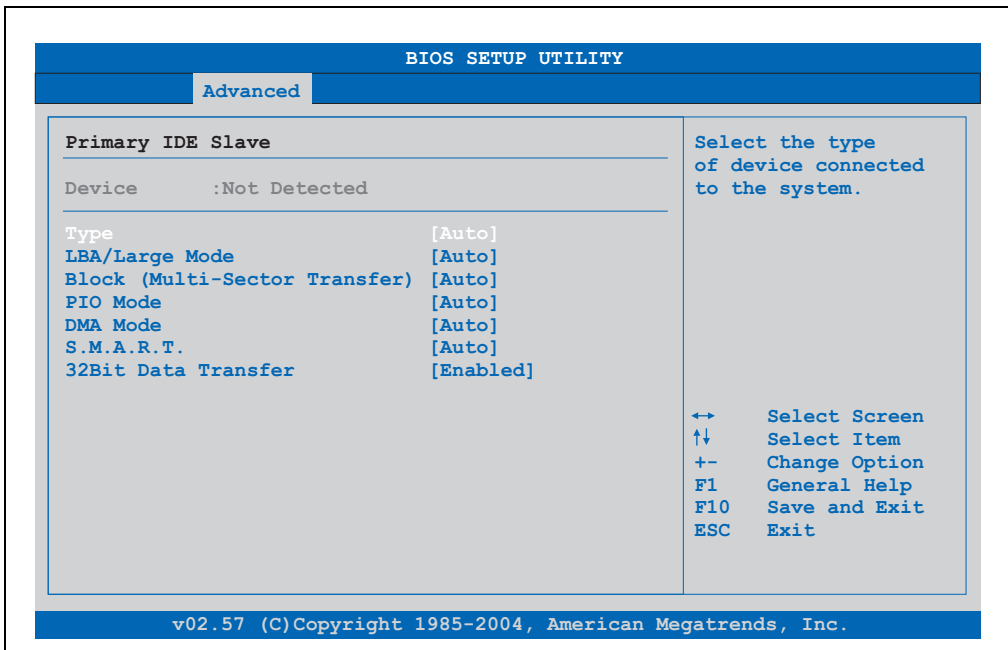 BIOS SETUP UTILITY
Advanced
Primary IDE Slave
Device :Not Detected
Type [Auto]
LBA/Large Mode [Auto]
Block (Multi-Sector Transfer) [Auto]
PIO Mode [Auto]
DMA Mode [Auto]
S.M.A.R.T. [Auto]
32Bit Data Transfer [Enabled]
Select the type
of device connected
to the system.
↔ Select Screen
↑↓ Select Item
+- Change Option
F1 General Help
F10 Save and Exit
ESC Exit
v02.57 (C)Copyright 1985-2004, American Megatrends, Inc.